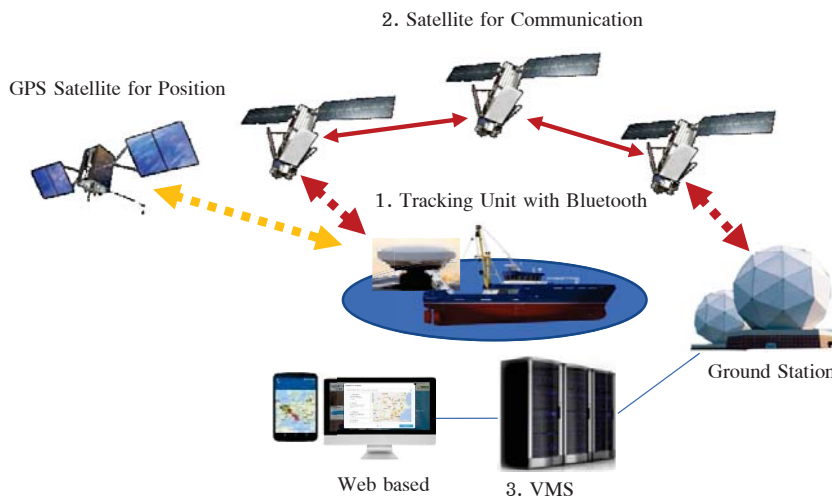 2. Satellite for Communication
GPS Satellite for Position
1. Tracking Unit with Bluetooth
Ground Station
Web based
3. VMS